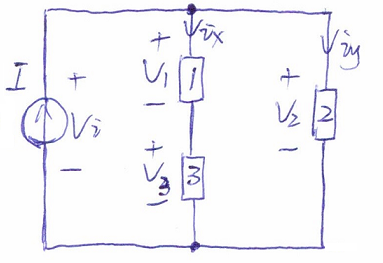 ix
iy
+
I
+
V1
1
+
V2
2
−
+
Vi
−
−
+
V3
3
−
−